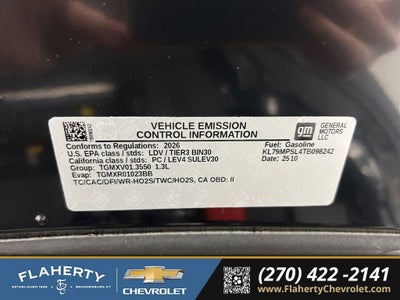 VEHICLE EMISSION
CONTROL INFORMATION
gm
GENERAL
MOTORS
LLC
Conforms to Regulations: 2026
Fuel: Gasoline
U.S. EPA class / stds: LDV / TIER3 BIN30
KL79MPSL4TB098242
California class / stds: PC / LEV4 SULEV30
Date: 2510
Group: TGMXV01.3550 1.3L
Evap: TGMXR01023BB
TC/CAC/DFI/WR-HO2S/TWC/HO2S, CA OBD: II
FLAHERTY
CHEVROLET
(270) 422-2141
FlahertyChevrolet.com